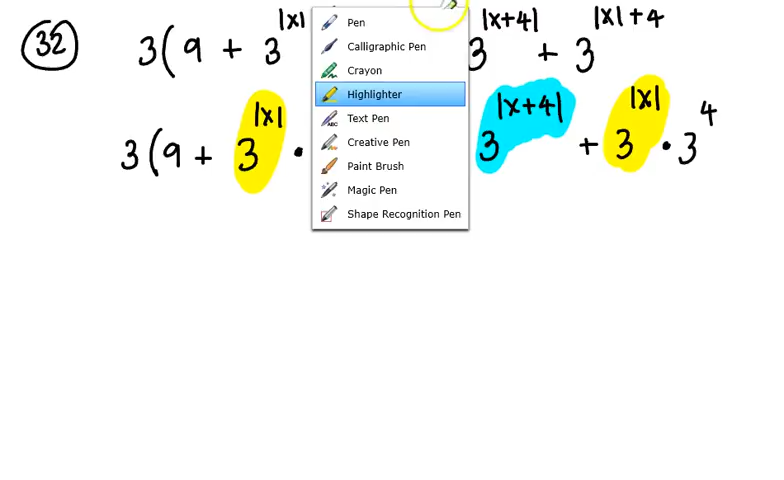 32 3(9 + 3^|x| 3^|x+4| + 3^|x|+4
3(9 + 3^|x| • 3^|x+4| + 3^|x| • 3^4
Pen
Calligraphic Pen
Crayon
Highlighter
Text Pen
Creative Pen
Paint Brush
Magic Pen
Shape Recognition Pen